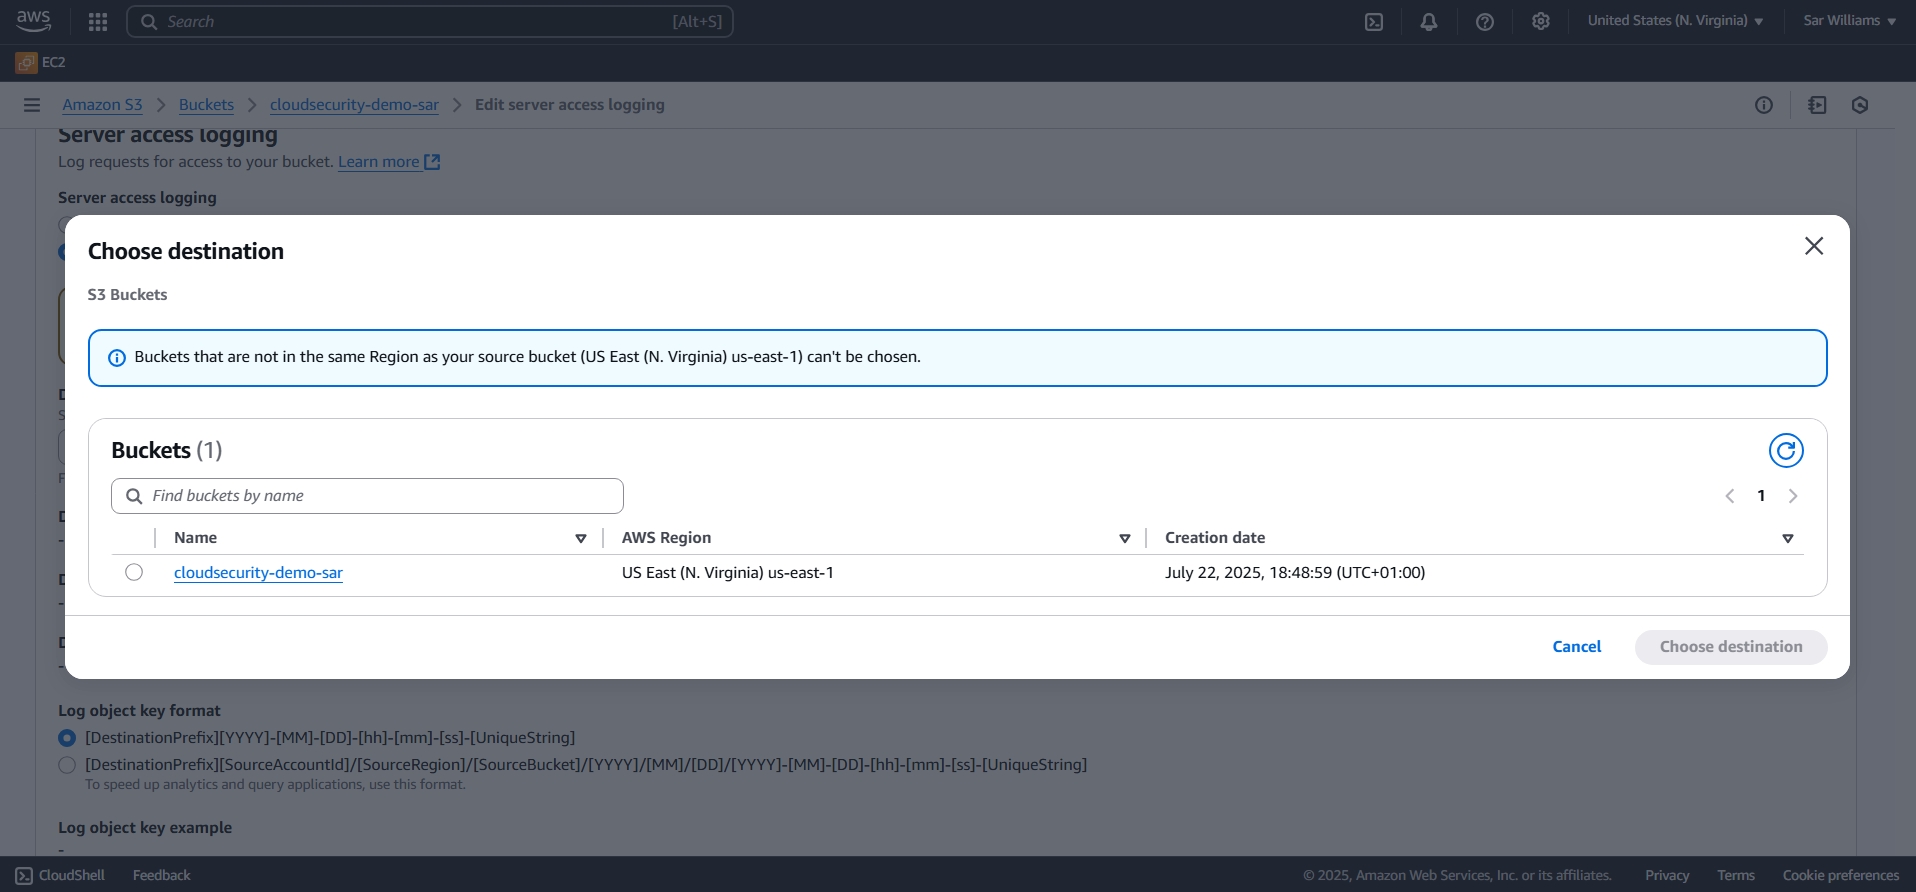 aws
Search [Alt+S]
United States (N. Virginia) ▼
Sar Williams ▼
EC2
Amazon S3 > Buckets > cloudsecurity-demo-sar > Edit server access logging
Server access logging
Log requests for access to your bucket. Learn more
Server access logging
Choose destination
S3 Buckets
Buckets that are not in the same Region as your source bucket (US East (N. Virginia) us-east-1) can't be chosen.
Buckets (1)
Find buckets by name
1
Name AWS Region Creation date
cloudsecurity-demo-sar US East (N. Virginia) us-east-1 July 22, 2025, 18:48:59 (UTC+01:00)
Cancel Choose destination
Log object key format
[DestinationPrefix][YYYY]-[MM]-[DD]-[hh]-[mm]-[ss]-[UniqueString]
[DestinationPrefix][SourceAccountId]/[SourceRegion]/[SourceBucket]/[YYYY]/[MM]/[DD]/[YYYY]-[MM]-[DD]-[hh]-[mm]-[ss]-[UniqueString]
To speed up analytics and query applications, use this format.
Log object key example
-
CloudShell Feedback © 2025, Amazon Web Services, Inc. or its affiliates. Privacy Terms Cookie preferences